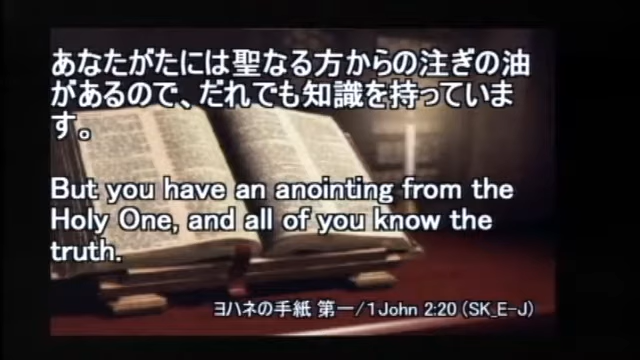 あなたがたには聖なる方からの注ぎの油
があるので、だれでも知識を持っていま
す。
But you have an anointing from the
Holy One, and all of you know the
truth.
ヨハネの手紙 第一/1John 2:20 (SK_E-J)